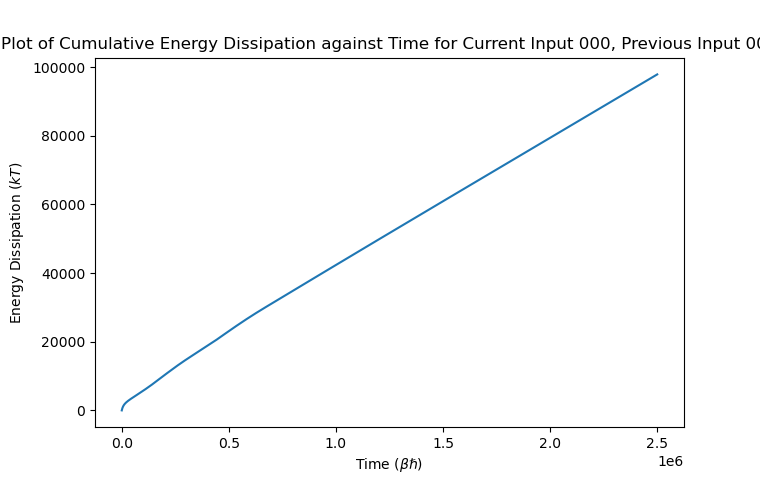 Plot of Cumulative Energy Dissipation against Time for Current Input 000, Previous Input 00
100000
80000
60000
40000
20000
0
Energy Dissipation (kT)
0.0 0.5 1.0 1.5 2.0 2.5
1e6
Time (βħ)